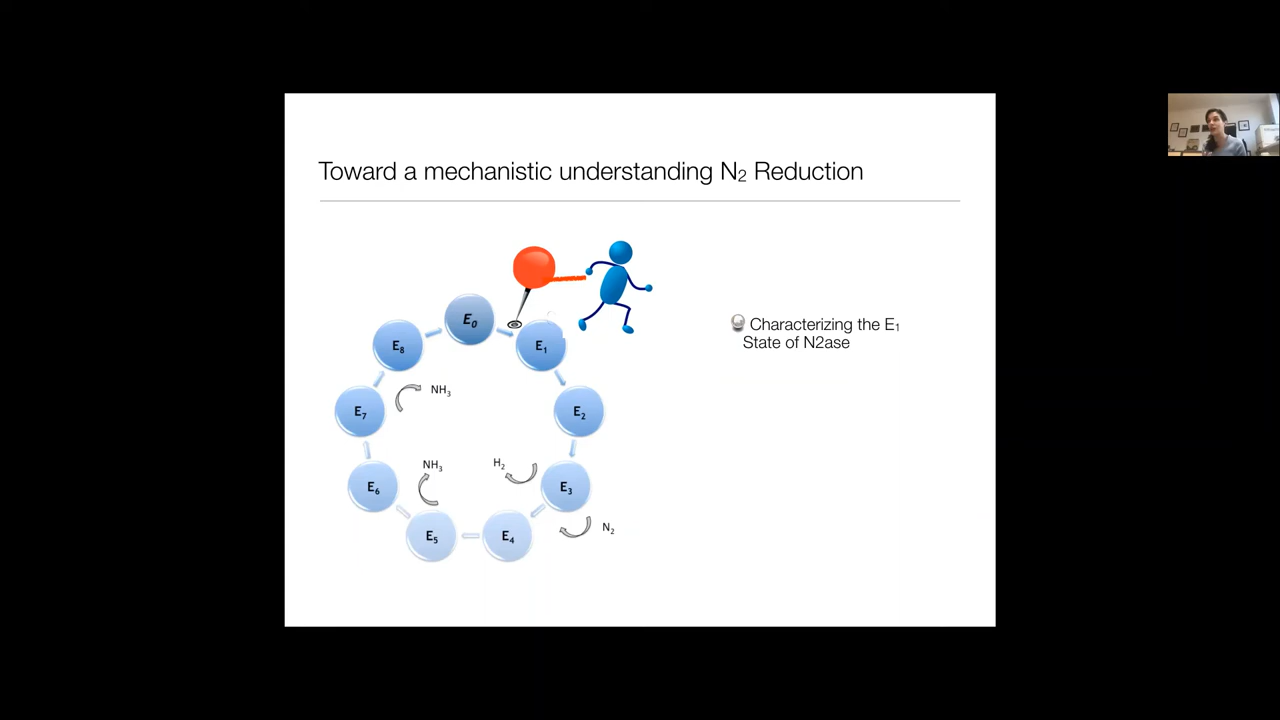 Toward a mechanistic understanding N₂ Reduction
E₀
E₁
E₂
E₃
E₄
E₅
E₆
E₇
E₈
NH₃
NH₃
H₂
N₂
Characterizing the E₁
State of N2ase